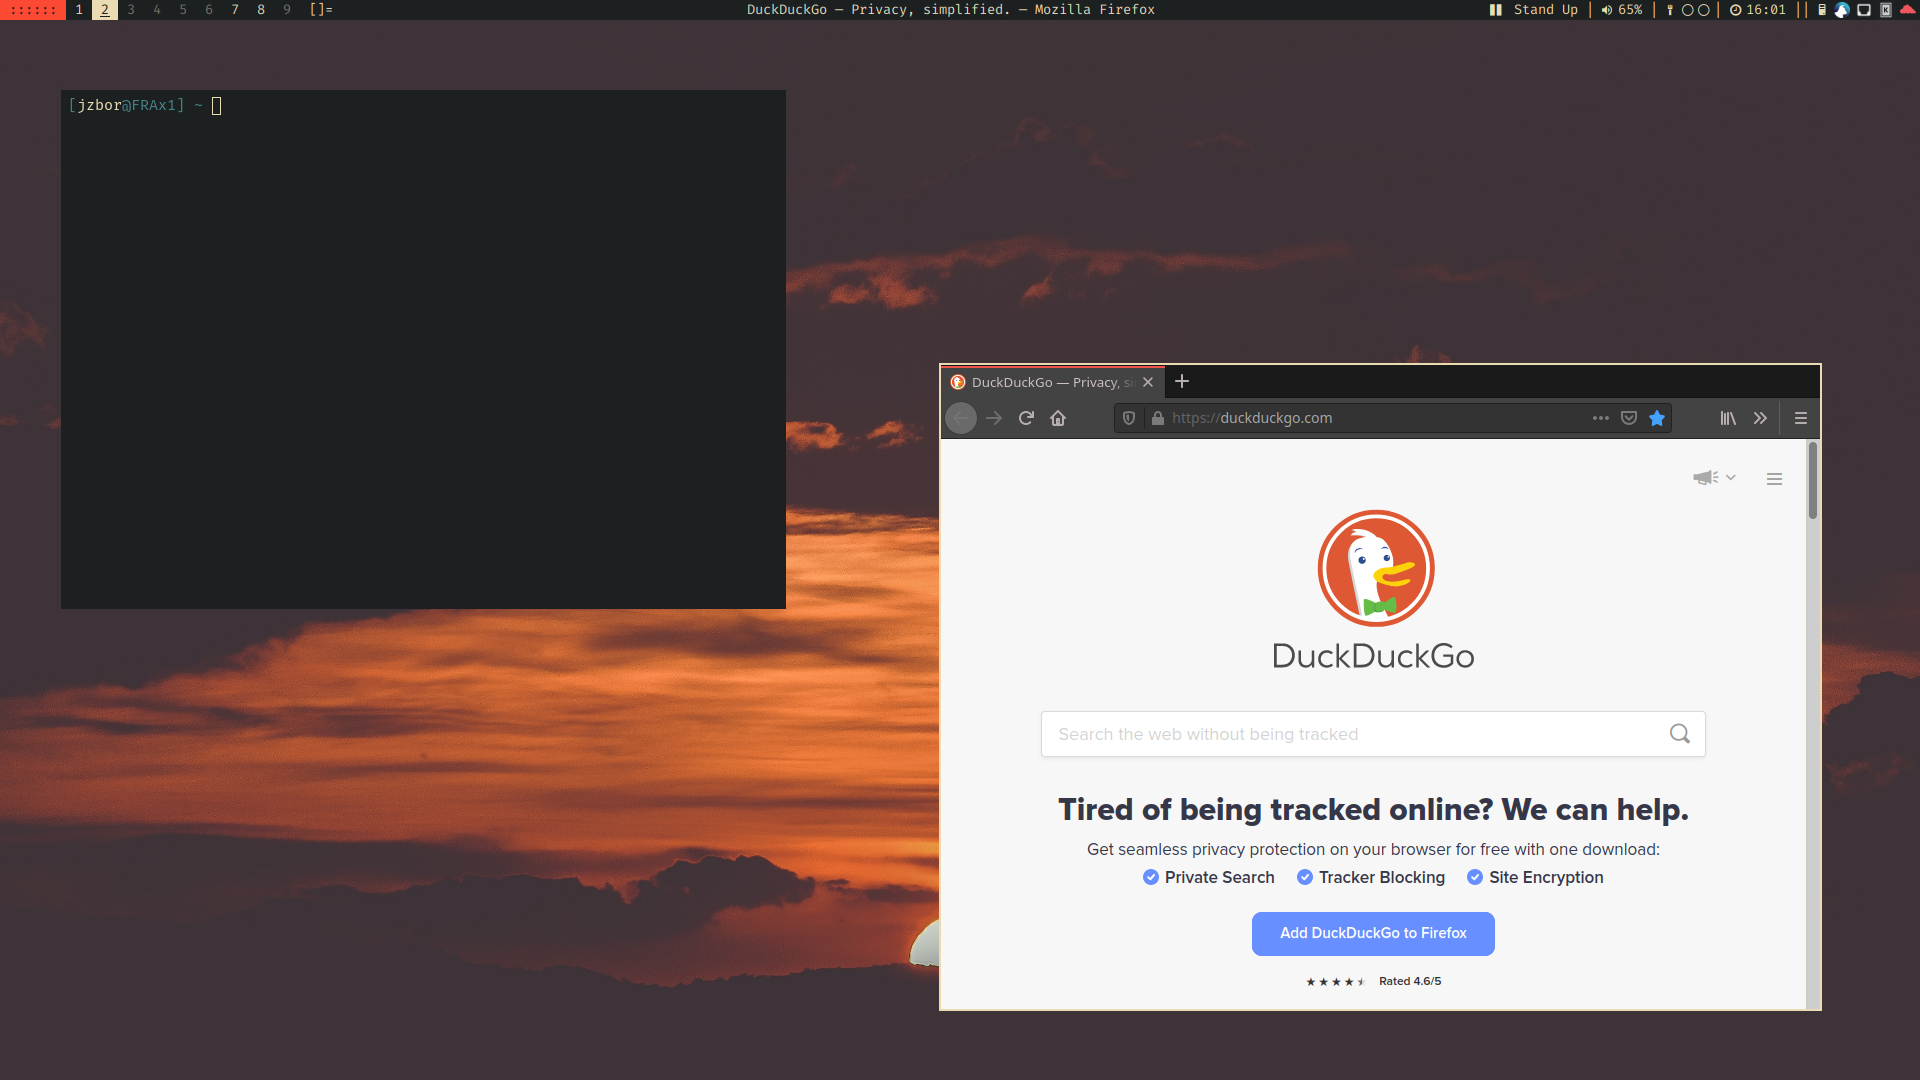 :::::: 1 2 3 4 5 6 7 8 9 []= DuckDuckGo — Privacy, simplified. — Mozilla Firefox Stand Up | 65% | | 16:01 ||
[jzbor@FRAx1] ~
DuckDuckGo — Privacy, si
https://duckduckgo.com
DuckDuckGo
Search the web without being tracked
Tired of being tracked online? We can help.
Get seamless privacy protection on your browser for free with one download:
Private Search Tracker Blocking Site Encryption
Add DuckDuckGo to Firefox
Rated 4.6/5